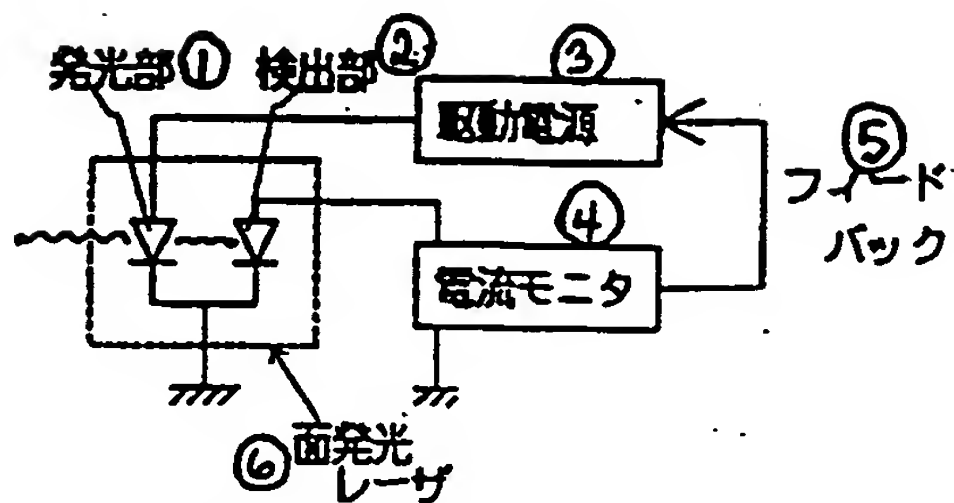 発光部① 検出部②
③
駆動電源
④
電流モニタ
⑤
フィード
バック
⑥面発光
レーザ